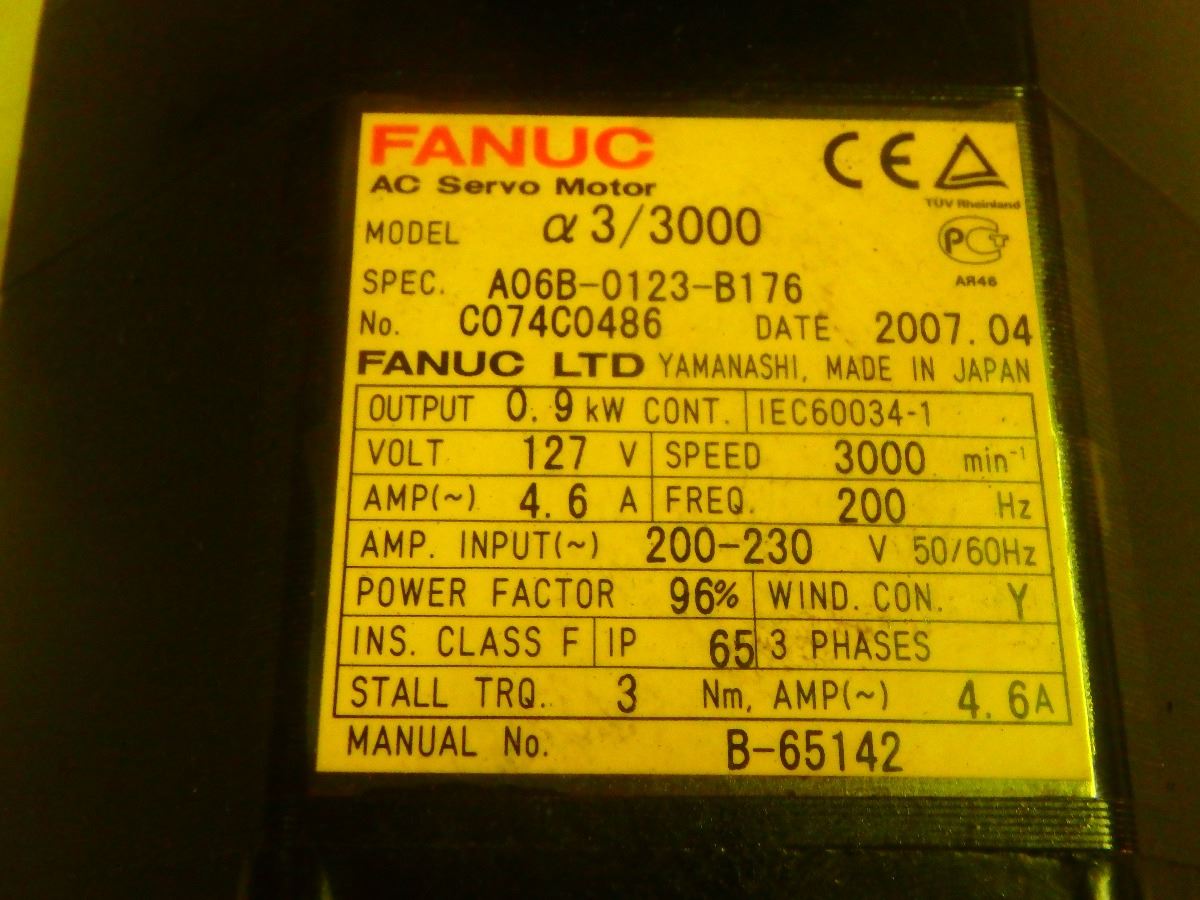 FANUC
AC Servo Motor
CE
TÜV Rheinland
MODEL α3/3000
PCT
SPEC. A06B-0123-B176
АЯ46
No. C074C0486 DATE 2007.04
FANUC LTD YAMANASHI, MADE IN JAPAN
OUTPUT 0.9 kW CONT. IEC60034-1
VOLT. 127 V SPEED 3000 min⁻¹
AMP(~) 4.6 A FREQ. 200 Hz
AMP. INPUT(~) 200-230 V 50/60Hz
POWER FACTOR 96% WIND. CON. Y
INS. CLASS F IP 65 3 PHASES
STALL TRQ. 3 Nm, AMP(~) 4.6A
MANUAL No. B-65142